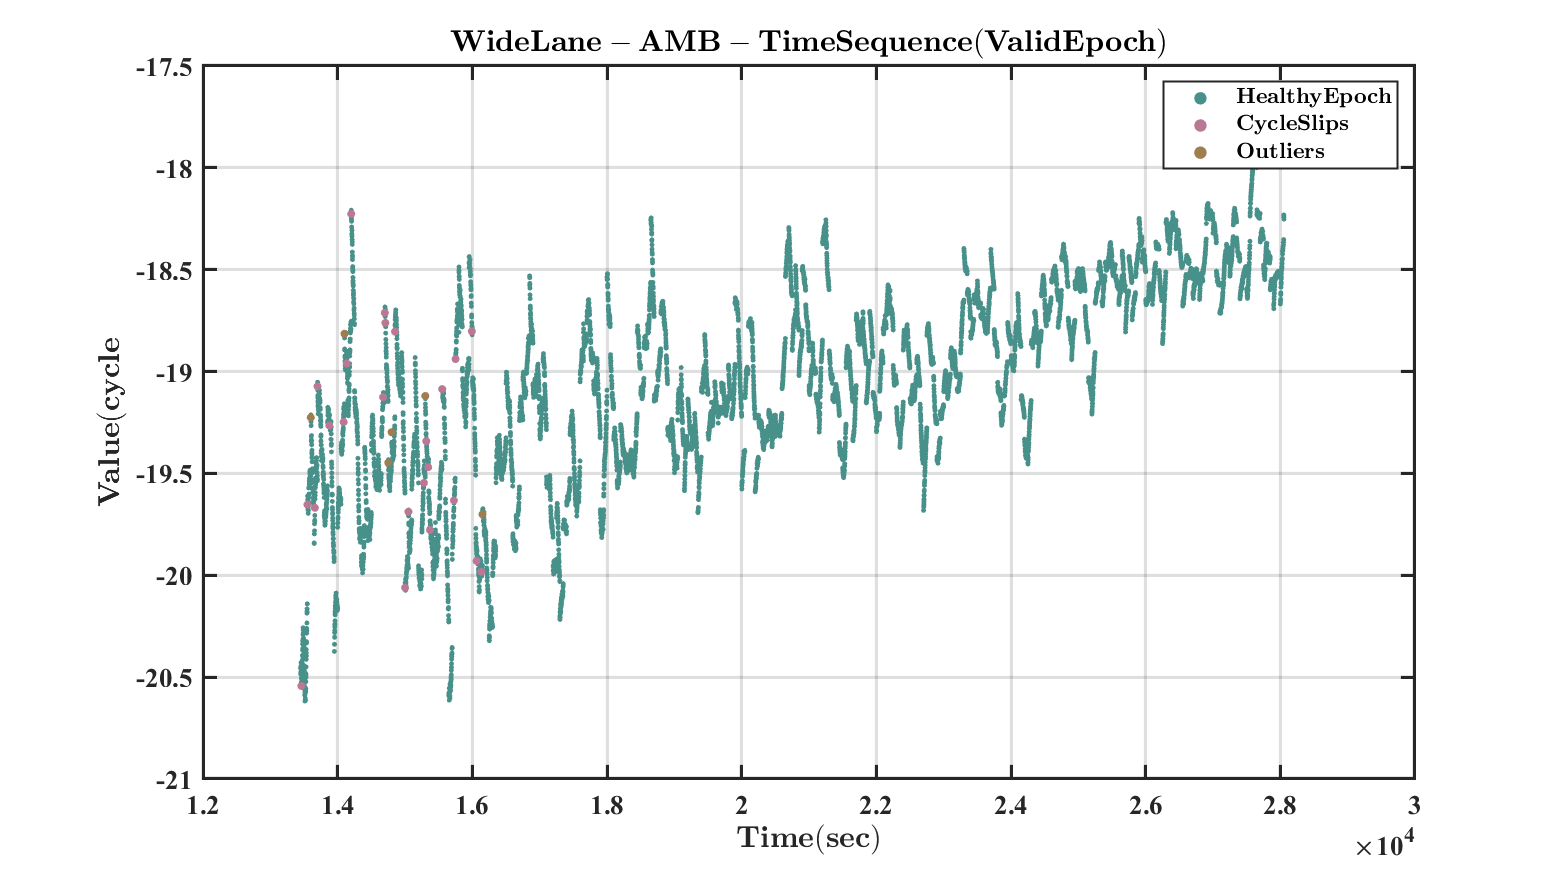 WideLane – AMB – TimeSequence(ValidEpoch)
HealthyEpoch
CycleSlips
Outliers
Value(cycle)
-17.5
-18
-18.5
-19
-19.5
-20
-20.5
-21
1.2 1.4 1.6 1.8 2 2.2 2.4 2.6 2.8 3
Time(sec)
×10⁴